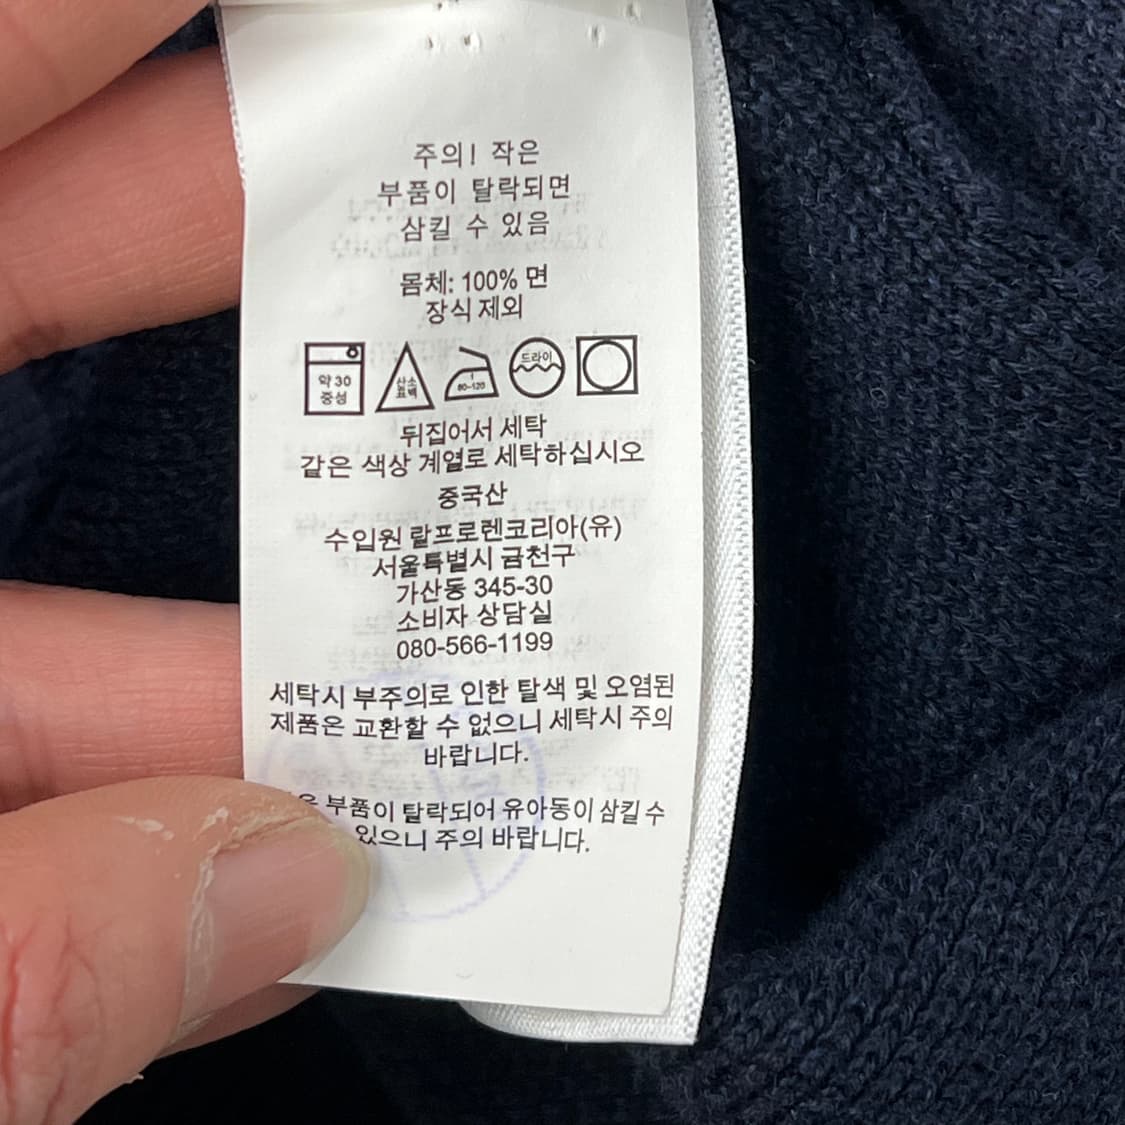 주의! 작은
부품이 탈락되면
삼킬 수 있음
몸체: 100% 면
장식 제외
약 30
중성
산소
표백
80~120
드라이
뒤집어서 세탁
같은 색상 계열로 세탁하십시오
중국산
수입원 랄프로렌코리아(유)
서울특별시 금천구
가산동 345-30
소비자 상담실
080-566-1199
세탁시 부주의로 인한 탈색 및 오염된
제품은 교환할 수 없으니 세탁시 주의
바랍니다.
부품이 탈락되어 유아동이 삼킬 수
있으니 주의 바랍니다.